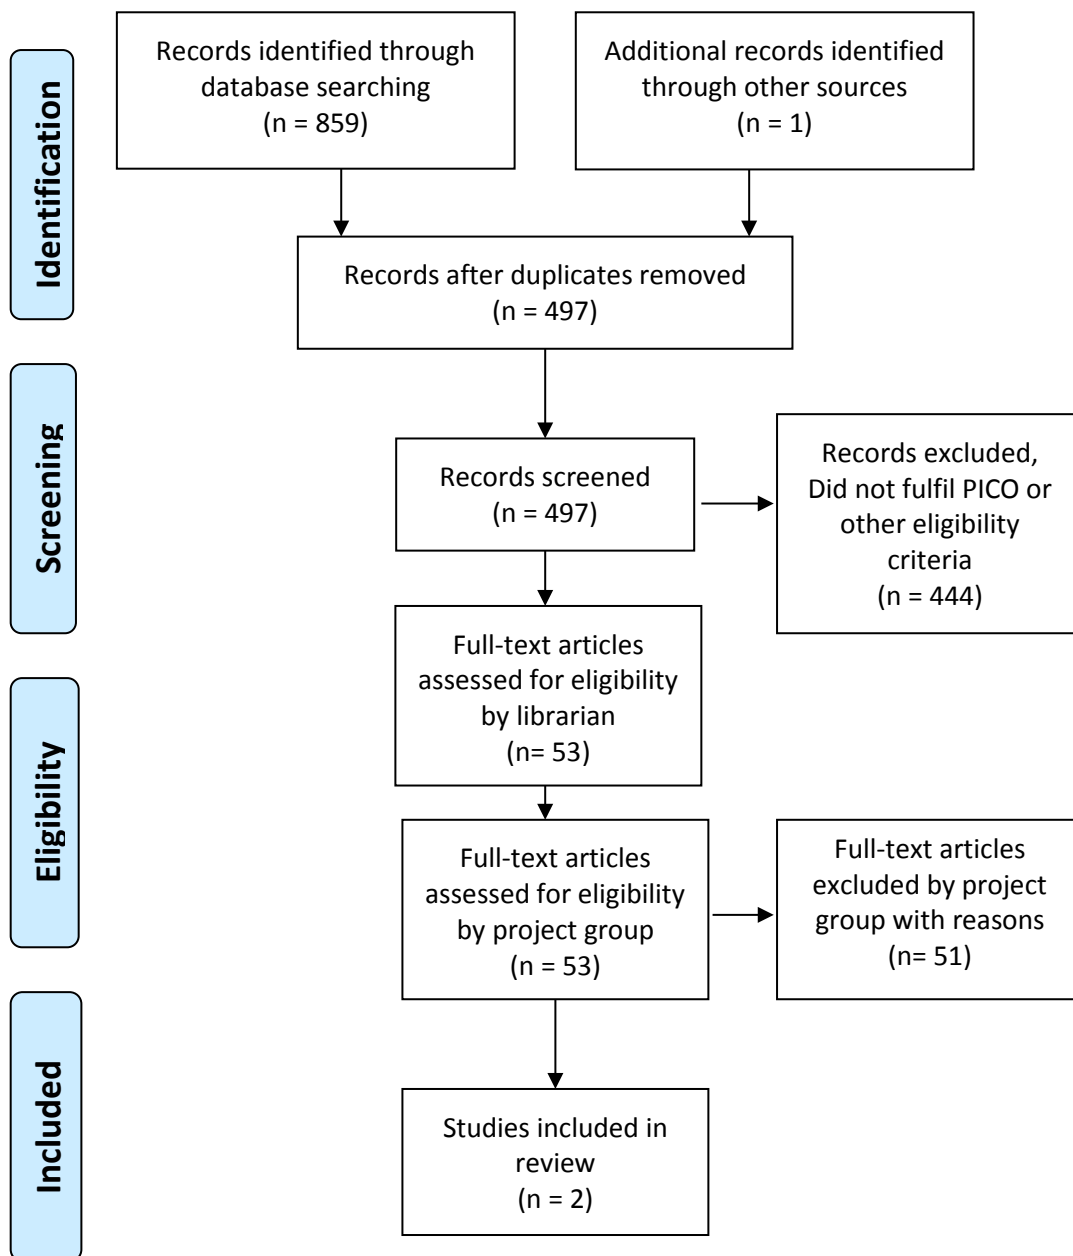 Identification
Records identified through
database searching
(n = 859)
Additional records identified
through other sources
(n = 1)
Records after duplicates removed
(n = 497)
Screening
Records screened
(n = 497)
Records excluded,
Did not fulfil PICO or
other eligibility
criteria
(n = 444)
Eligibility
Full-text articles
assessed for eligibility
by librarian
(n= 53)
Full-text articles
assessed for eligibility
by project group
(n = 53)
Full-text articles
excluded by project
group with reasons
(n= 51)
Included
Studies included in
review
(n = 2)